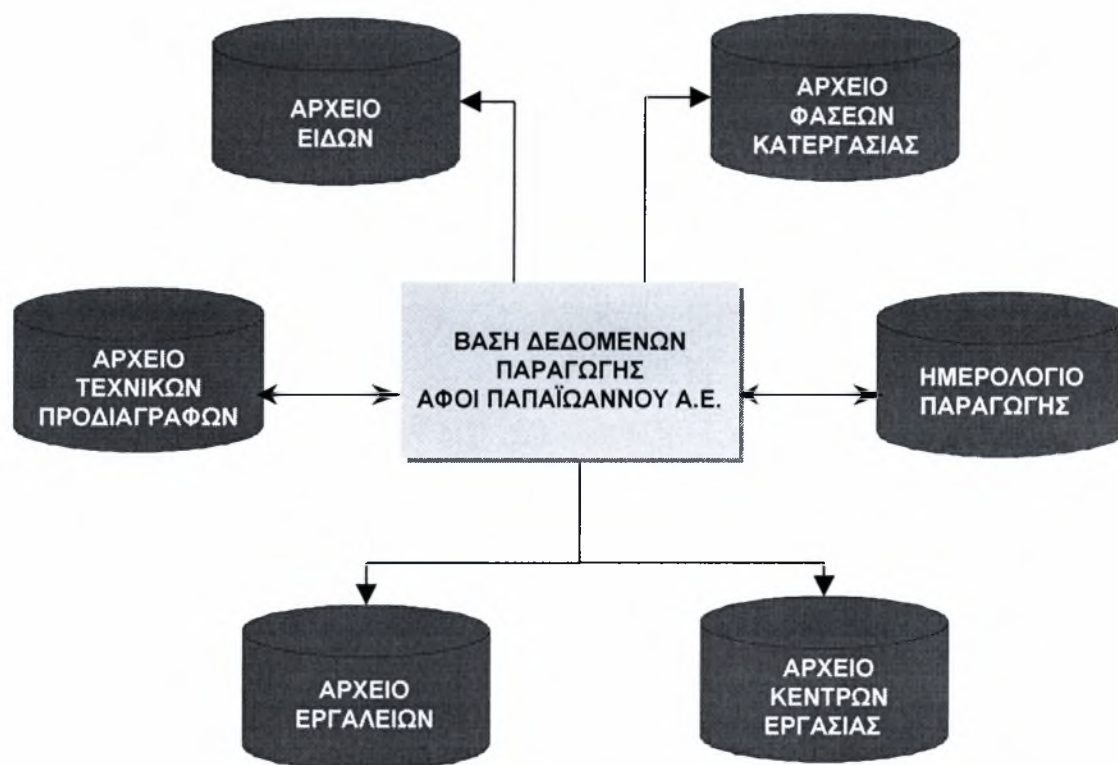 ΑΡΧΕΙΟ
ΕΙΔΩΝ
ΑΡΧΕΙΟ
ΦΑΣΕΩΝ
ΚΑΤΕΡΓΑΣΙΑΣ
ΑΡΧΕΙΟ
ΤΕΧΝΙΚΩΝ
ΠΡΟΔΙΑΓΡΑΦΩΝ
ΒΑΣΗ ΔΕΔΟΜΕΝΩΝ
ΠΑΡΑΓΩΓΗΣ
ΑΦΟΙ ΠΑΠΑΪΩΑΝΝΟΥ Α.Ε.
ΗΜΕΡΟΛΟΓΙΟ
ΠΑΡΑΓΩΓΗΣ
ΑΡΧΕΙΟ
ΕΡΓΑΛΕΙΩΝ
ΑΡΧΕΙΟ
ΚΕΝΤΡΩΝ
ΕΡΓΑΣΙΑΣ